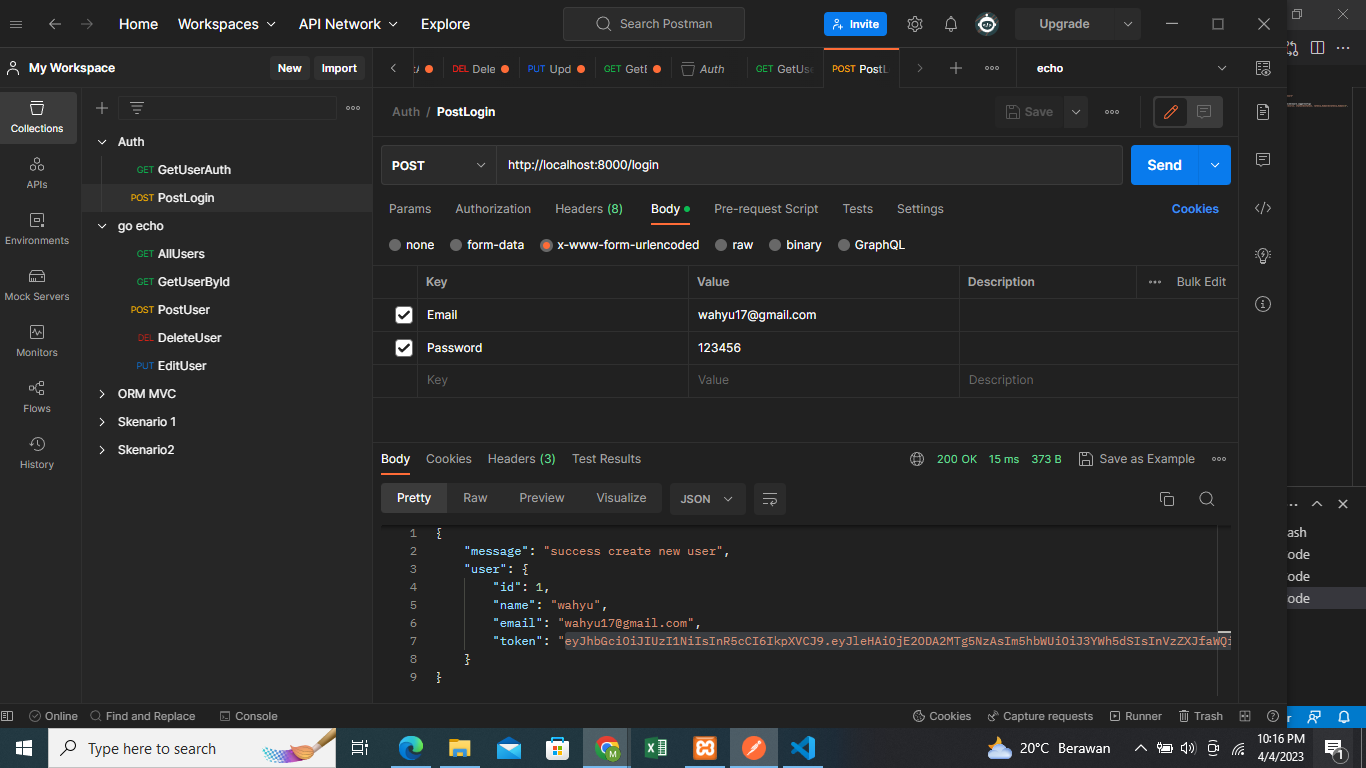 Home Workspaces API Network Explore Search Postman Invite Upgrade
My Workspace New Import DEL Dele PUT Upd GET GetE Auth GET GetUse POST PostL echo
Auth / PostLogin Save
Collections
APIs
Environments
Mock Servers
Monitors
Flows
History
Auth
GET GetUserAuth
POST PostLogin
go echo
GET AllUsers
GET GetUserById
POST PostUser
DEL DeleteUser
PUT EditUser
ORM MVC
Skenario 1
Skenario2
POST http://localhost:8000/login Send
Params Authorization Headers (8) Body Pre-request Script Tests Settings Cookies
none form-data x-www-form-urlencoded raw binary GraphQL
Key Value Description Bulk Edit
Email wahyu17@gmail.com
Password 123456
Key Value Description
Body Cookies Headers (3) Test Results 200 OK 15 ms 373 B Save as Example
Pretty Raw Preview Visualize JSON
1 {
2 "message": "success create new user",
3 "user": {
4 "id": 1,
5 "name": "wahyu",
6 "email": "wahyu17@gmail.com",
7 "token": "eyJhbGciOiJIUzI1NiIsInR5cCI6IkpXVCJ9.eyJleHAiOjE2ODA2MTg5NzAsIm5hbWUiOiJ3YWh5dSIsInVzZXJfaWQi
8 }
9 }
ash
ode
ode
ode
Online Find and Replace Console Cookies Capture requests Runner Trash
Type here to search 20°C Berawan 10:16 PM
4/4/2023 1